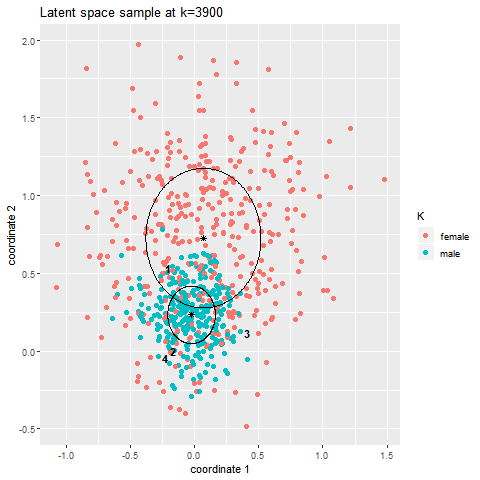 Latent space sample at k=3900
coordinate 2
2.0
1.5
1.0
0.5
0.0
-0.5
1
3
2
4
-1.0 -0.5 0.0 0.5 1.0 1.5
coordinate 1
K
female
male